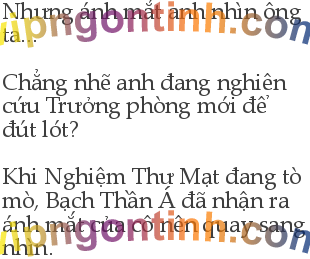 Nhưng ánh mắt anh nhìn ông
ta...
Chẳng nhẽ anh đang nghiên
cứu Trưởng phòng mới để
đút lót?
Khi Nghiệm Thư Mạt đang tò
mò, Bạch Thần Á đã nhận ra
ánh mắt của cô nên quay sang
nhìn.